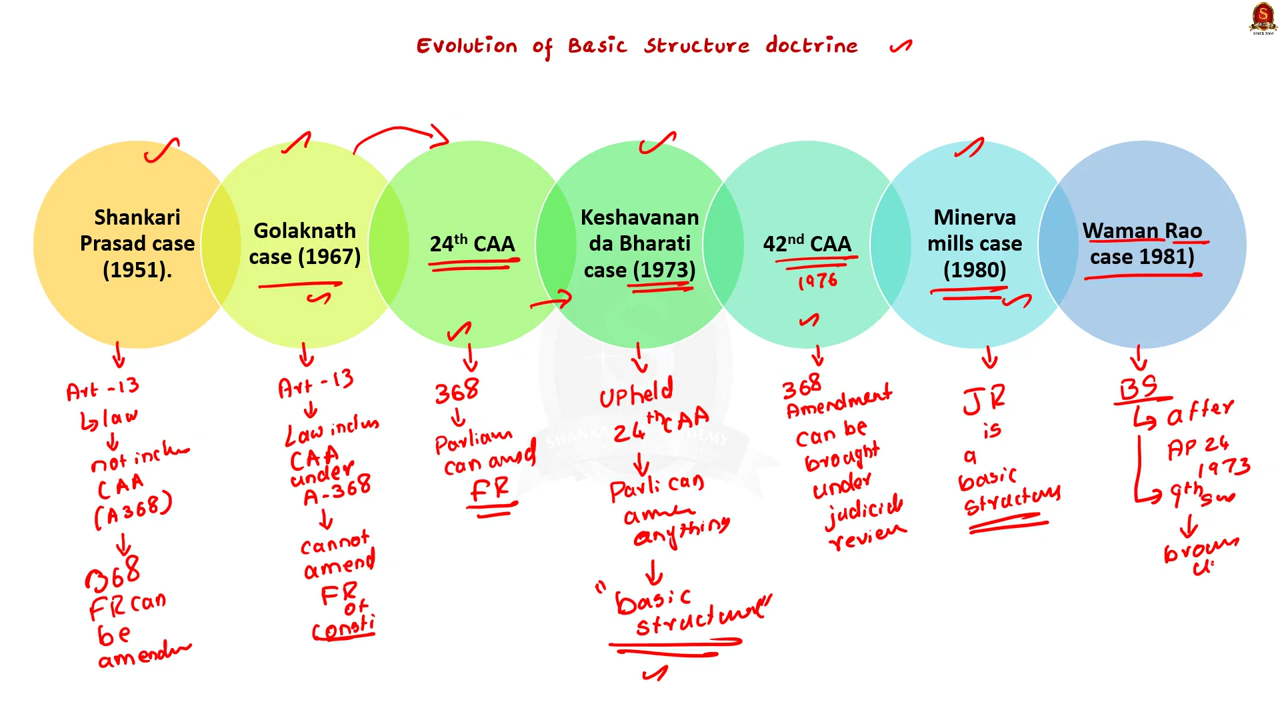 Evolution of Basic Structure doctrine
Shankari
Prasad case
(1951).
Golaknath
case (1967)
24th CAA
Keshavanan
da Bharati
case (1973)
42nd CAA
1976
Minerva
mills case
(1980)
Waman Rao
case 1981)
Art-13
law
not inclu
CAA
(A368)
368
FR can
be
Art-13
Law inclus
CAA
under
A-368
cannot
amend
FR
of
consti
368
Parliam
can amd
FR
Upheld
24th CAA
Parli can
anything
"basic
structure"
368
Amendment
can be
brought
under
judicial
review
JR
is
a
basic
structure
BS
after
AP 24
1973
9th
SHANKAR
ACADEMY
S